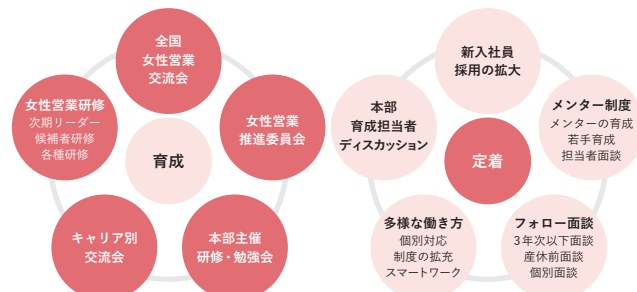 全国
女性営業
交流会
女性営業研修
次期リーダー
候補者研修
各種研修
女性営業
推進委員会
育成
キャリア別
交流会
本部主催
研修・勉強会
新入社員
採用の拡大
本部
育成担当者
ディスカッション
メンター制度
メンターの育成
若手育成
担当者面談
定着
多様な働き方
個別対応
制度の拡充
スマートワーク
フォロー面談
3年次以下面談
産休前面談
個別面談